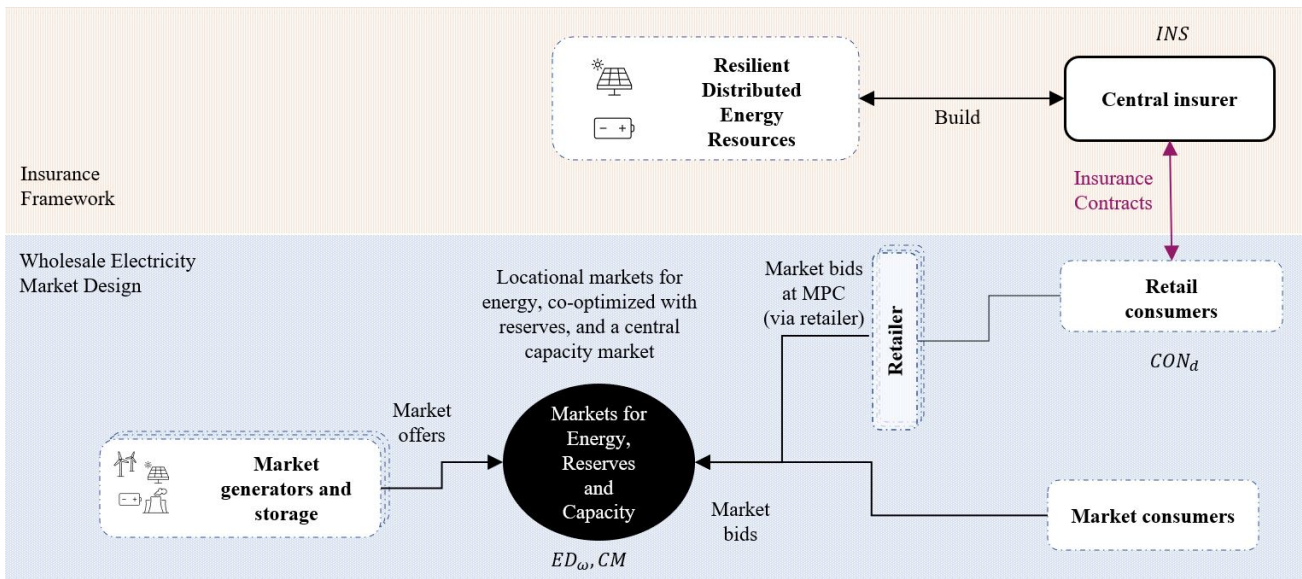 INS
Resilient
Distributed
Energy
Resources
Central insurer
Build
Insurance
Framework
Insurance
Contracts
Wholesale Electricity
Market Design
Locational markets for
energy, co-optimized with
reserves, and a central
capacity market
Market bids
at MPC
(via retailer)
Retailer
Retail
consumers
CON_d
Market
offers
Markets for
Energy,
Reserves
and
Capacity
Market
generators and
storage
Market
bids
Market consumers
ED_ω, CM